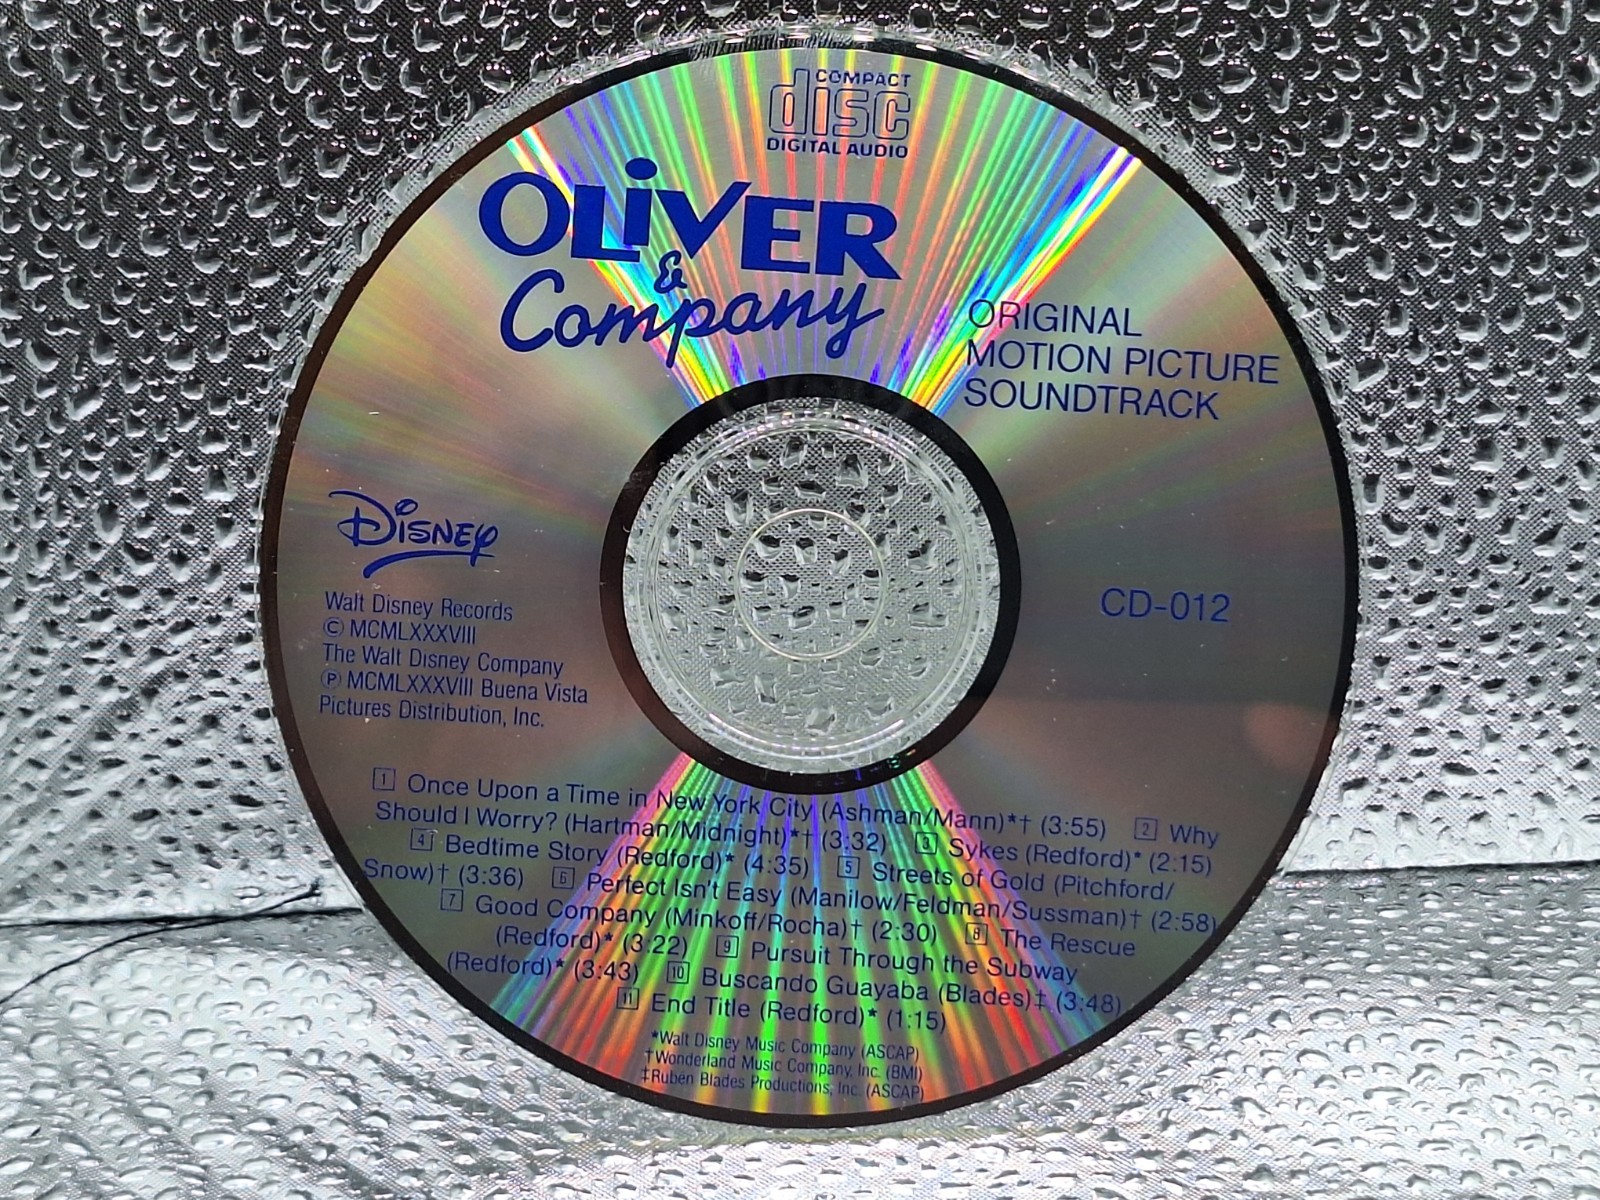 COMPACT
disc
DIGITAL AUDIO
OLiVER
&
Company
ORIGINAL
MOTION PICTURE
SOUNDTRACK
Disney
CD-012
Walt Disney Records
© MCMLXXXVIII
The Walt Disney Company
℗ MCMLXXXVIII Buena Vista
Pictures Distribution, Inc.
1 Once Upon a Time in New York City (Ashman/Mann)*† (3:55) 2 Why
Should I Worry? (Hartman/Midnight)*† (3:32) 3 Sykes (Redford)* (2:15)
4 Bedtime Story (Redford)* (4:35) 5 Streets of Gold (Pitchford/
Snow)† (3:36) 6 Perfect Isn't Easy (Manilow/Feldman/Sussman)† (2:58)
7 Good Company (Minkoff/Rocha)† (2:30) 8 The Rescue
(Redford)* (3:22) 9 Pursuit Through the Subway
(Redford)* (3:43) 10 Buscando Guayaba (Blades)‡ (3:48)
11 End Title (Redford)* (1:15)
*Walt Disney Music Company (ASCAP)
†Wonderland Music Company, Inc. (BMI)
‡Rubén Blades Productions, Inc. (ASCAP)